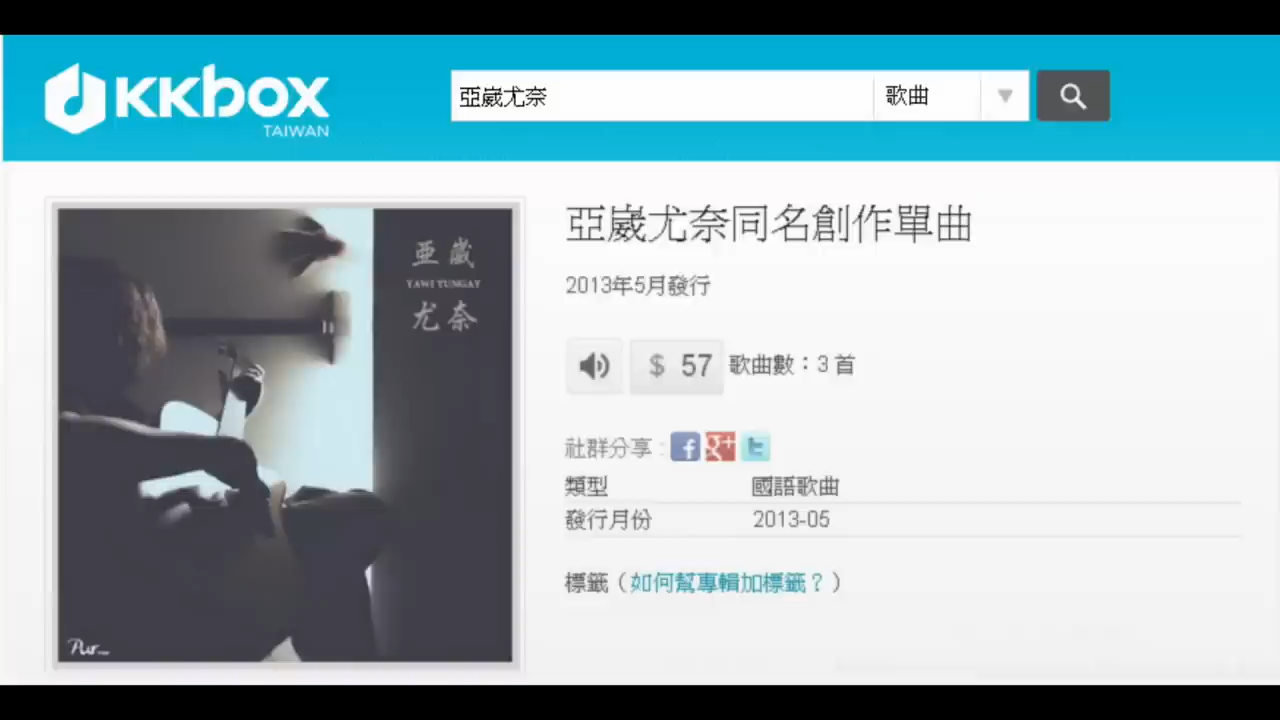 KKbox
TAIWAN
亞崴尤奈
歌曲
亞崴尤奈同名創作單曲
2013年5月發行
$ 57
歌曲數：3 首
社群分享：
類型 國語歌曲
發行月份 2013-05
標籤（如何幫專輯加標籤？）
亞崴
YAWI YUNGAY
尤奈